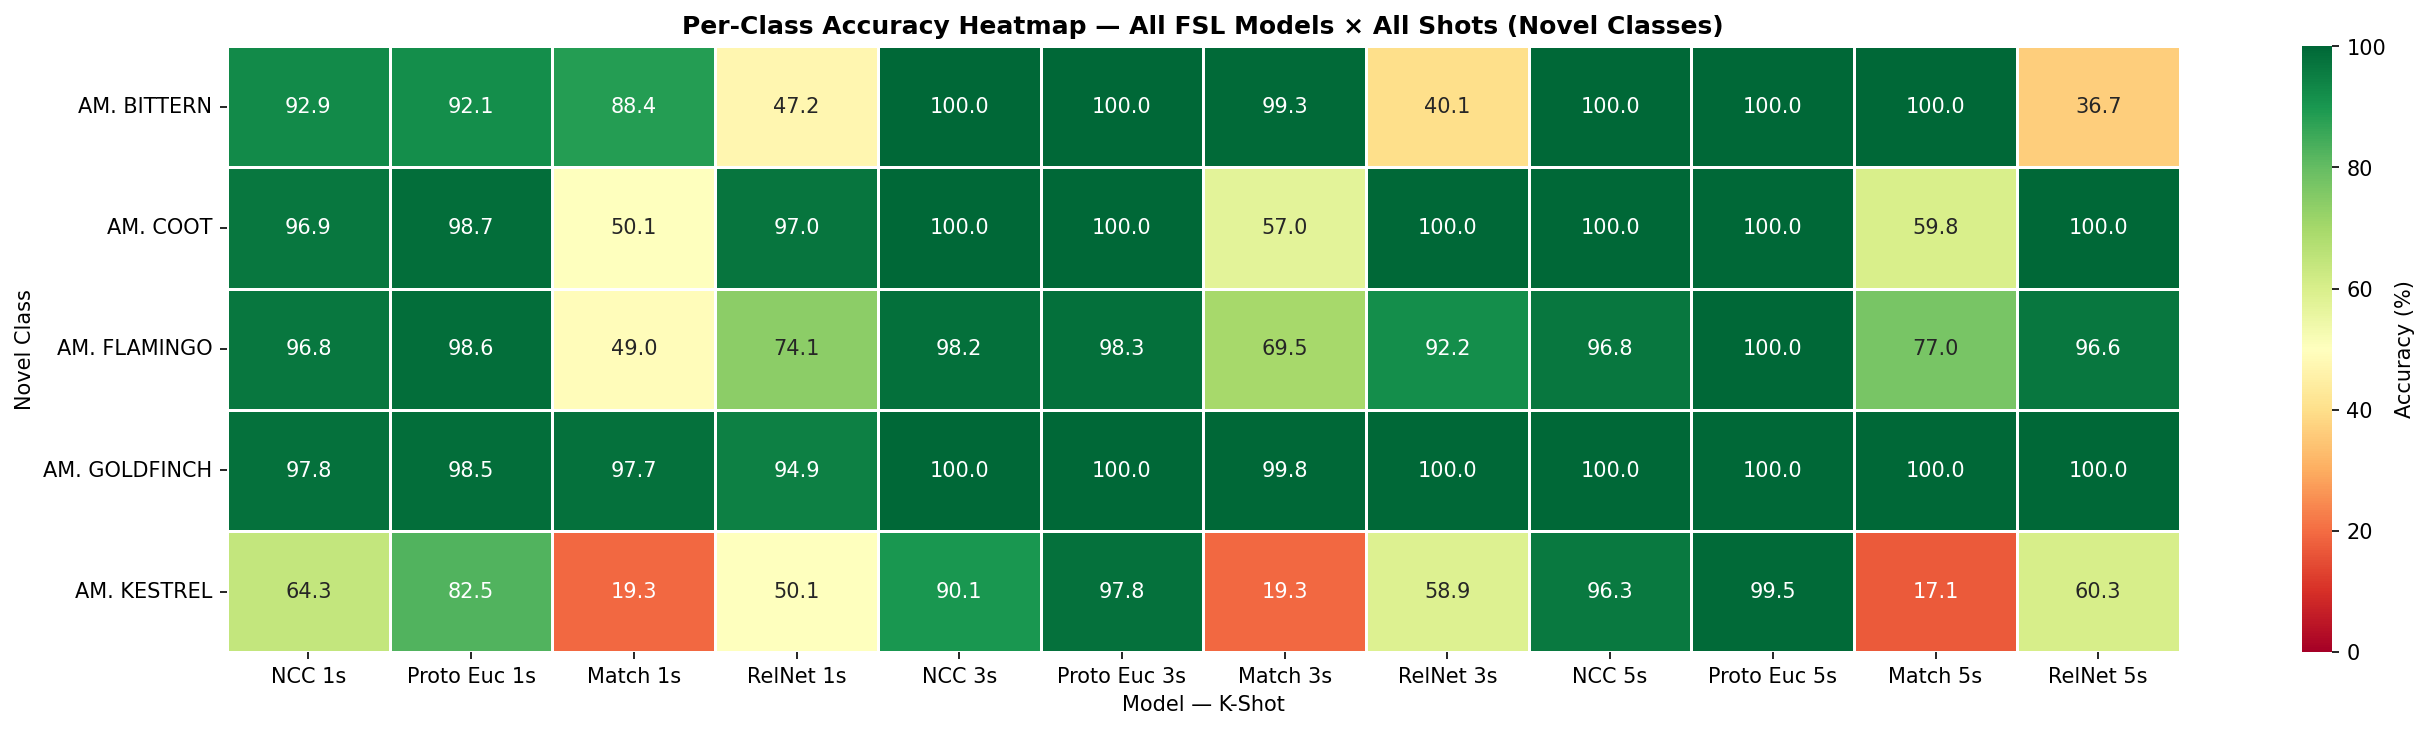 Per-Class Accuracy Heatmap — All FSL Models × All Shots (Novel Classes)
AM. BITTERN 92.9 92.1 88.4 47.2 100.0 100.0 99.3 40.1 100.0 100.0 100.0 36.7
AM. COOT 96.9 98.7 50.1 97.0 100.0 100.0 57.0 100.0 100.0 100.0 59.8 100.0
AM. FLAMINGO 96.8 98.6 49.0 74.1 98.2 98.3 69.5 92.2 96.8 100.0 77.0 96.6
AM. GOLDFINCH 97.8 98.5 97.7 94.9 100.0 100.0 99.8 100.0 100.0 100.0 100.0 100.0
AM. KESTREL 64.3 82.5 19.3 50.1 90.1 97.8 19.3 58.9 96.3 99.5 17.1 60.3
NCC 1s Proto Euc 1s Match 1s RelNet 1s NCC 3s Proto Euc 3s Match 3s RelNet 3s NCC 5s Proto Euc 5s Match 5s RelNet 5s
Model — K-Shot
Novel Class
100
80
60
40
20
0
Accuracy (%)